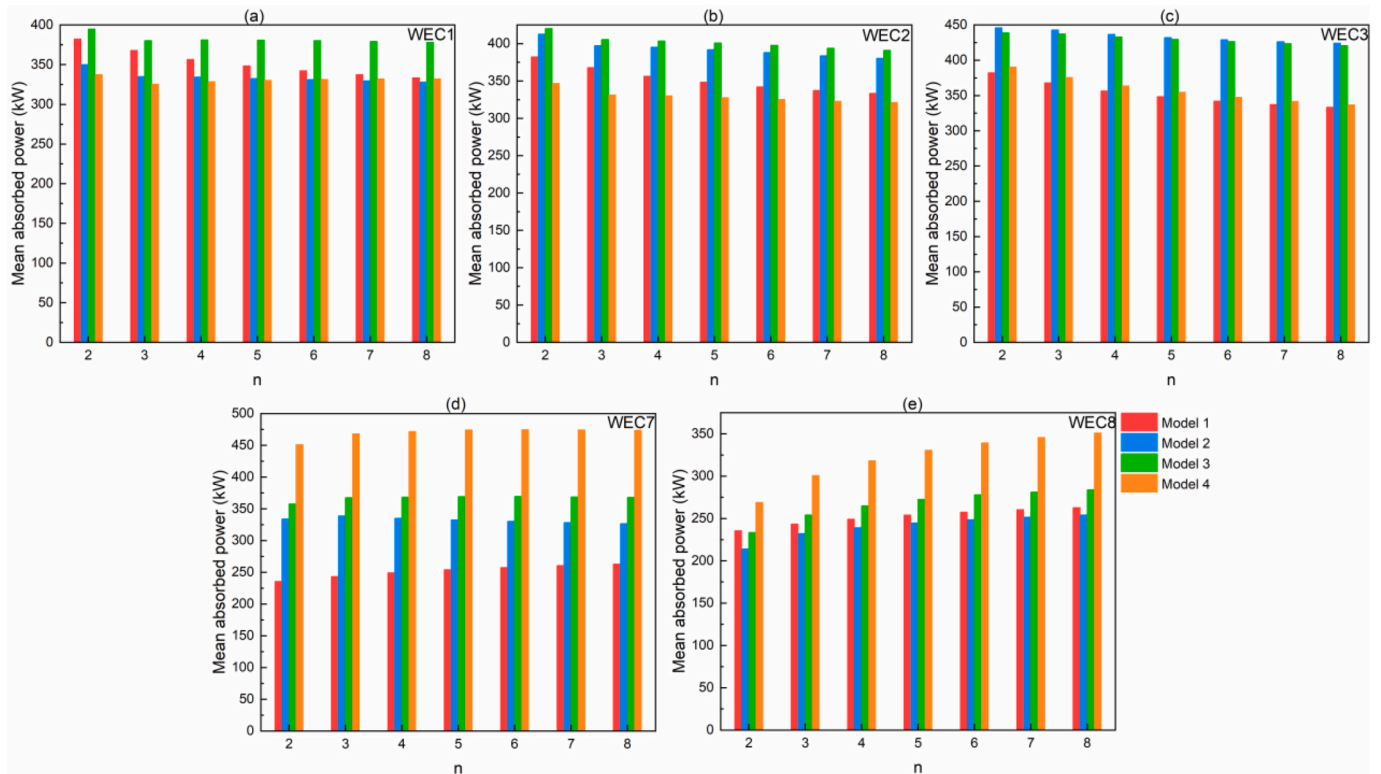 (a)
WEC1
Mean absorbed power (kW)
400
350
300
250
200
150
100
50
0
2 3 4 5 6 7 8
n
(b)
WEC2
Mean absorbed power (kW)
400
350
300
250
200
150
100
50
0
2 3 4 5 6 7 8
n
(c)
WEC3
Mean absorbed power (kW)
450
400
350
300
250
200
150
100
50
0
2 3 4 5 6 7 8
n
(d)
WEC7
Mean absorbed power (kW)
500
450
400
350
300
250
200
150
100
50
0
2 3 4 5 6 7 8
n
(e)
WEC8
Mean absorbed power (kW)
350
300
250
200
150
100
50
0
2 3 4 5 6 7 8
n
Model 1
Model 2
Model 3
Model 4